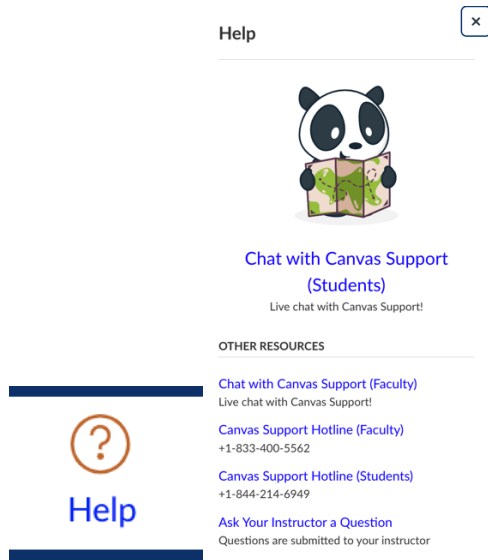 Help
×
Chat with Canvas Support
(Students)
Live chat with Canvas Support!
OTHER RESOURCES
Chat with Canvas Support (Faculty)
Live chat with Canvas Support!
Canvas Support Hotline (Faculty)
+1-833-400-5562
Canvas Support Hotline (Students)
+1-844-214-6949
Ask Your Instructor a Question
Questions are submitted to your instructor
?
Help